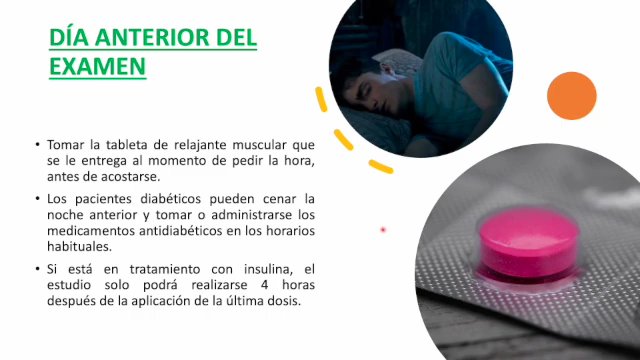 DÍA ANTERIOR DEL
EXAMEN
• Tomar la tableta de relajante muscular que
se le entrega al momento de pedir la hora,
antes de acostarse.
• Los pacientes diabéticos pueden cenar la
noche anterior y tomar o administrarse los
medicamentos antidiabéticos en los horarios
habituales.
• Si está en tratamiento con insulina, el
estudio solo podrá realizarse 4 horas
después de la aplicación de la última dosis.